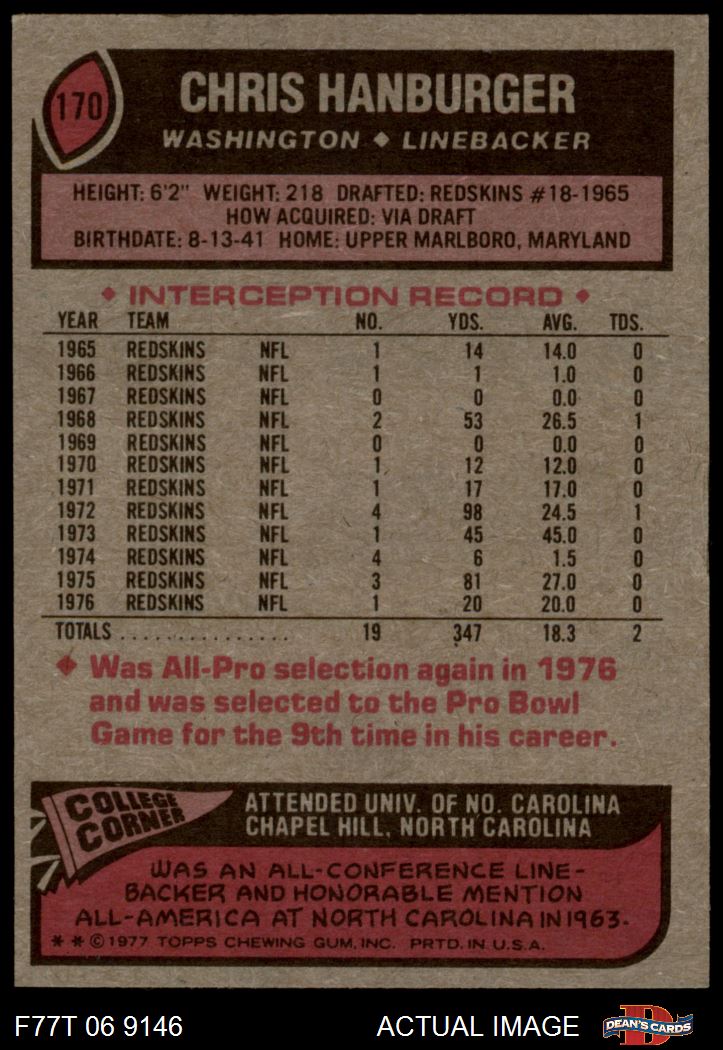 170
CHRIS HANBURGER
WASHINGTON ◆ LINEBACKER
HEIGHT: 6'2" WEIGHT: 218 DRAFTED: REDSKINS #18-1965
HOW ACQUIRED: VIA DRAFT
BIRTHDATE: 8-13-41 HOME: UPPER MARLBORO, MARYLAND
◆ INTERCEPTION RECORD ◆
YEAR TEAM NO. YDS. AVG. TDS.
1965 REDSKINS NFL 1 14 14.0 0
1966 REDSKINS NFL 1 1 1.0 0
1967 REDSKINS NFL 0 0 0.0 0
1968 REDSKINS NFL 2 53 26.5 1
1969 REDSKINS NFL 0 0 0.0 0
1970 REDSKINS NFL 1 12 12.0 0
1971 REDSKINS NFL 1 17 17.0 0
1972 REDSKINS NFL 4 98 24.5 1
1973 REDSKINS NFL 1 45 45.0 0
1974 REDSKINS NFL 4 6 1.5 0
1975 REDSKINS NFL 3 81 27.0 0
1976 REDSKINS NFL 1 20 20.0 0
TOTALS ................ 19 347 18.3 2
◆ Was All-Pro selection again in 1976
and was selected to the Pro Bowl
Game for the 9th time in his career.
COLLEGE
CORNER
ATTENDED UNIV. OF NO. CAROLINA
CHAPEL HILL, NORTH CAROLINA
WAS AN ALL-CONFERENCE LINE-
BACKER AND HONORABLE MENTION
ALL-AMERICA AT NORTH CAROLINA IN 1963.
* * © 1977 TOPPS CHEWING GUM, INC. PRTD. IN U.S.A.
F77T 06 9146 ACTUAL IMAGE DEAN'S CARDS